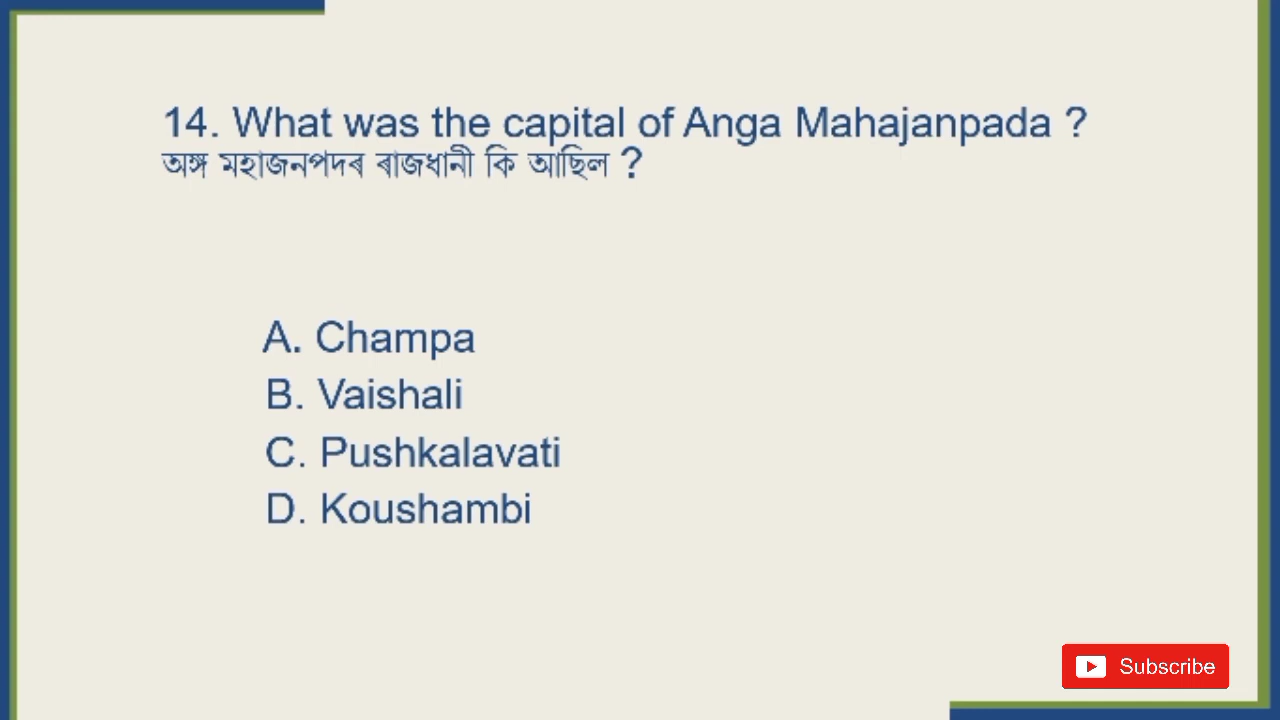 14. What was the capital of Anga Mahajanpada ?
অঙ্গ মহাজনপদৰ ৰাজধানী কি আছিল ?
A. Champa
B. Vaishali
C. Pushkalavati
D. Koushambi
Subscribe